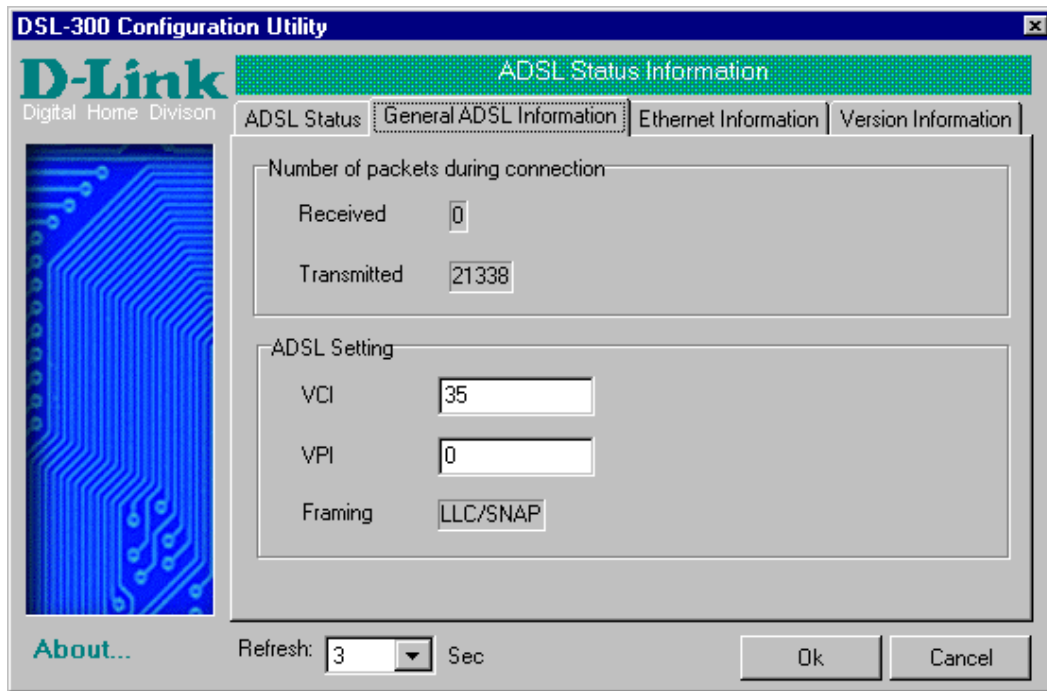 DSL-300 Configuration Utility
D-Link
Digital Home Divison
ADSL Status Information
ADSL Status
General ADSL Information
Ethernet Information
Version Information
Number of packets during connection
Received 0
Transmitted 21338
ADSL Setting
VCI 35
VPI 0
Framing LLC/SNAP
About...
Refresh: 3 Sec
Ok
Cancel